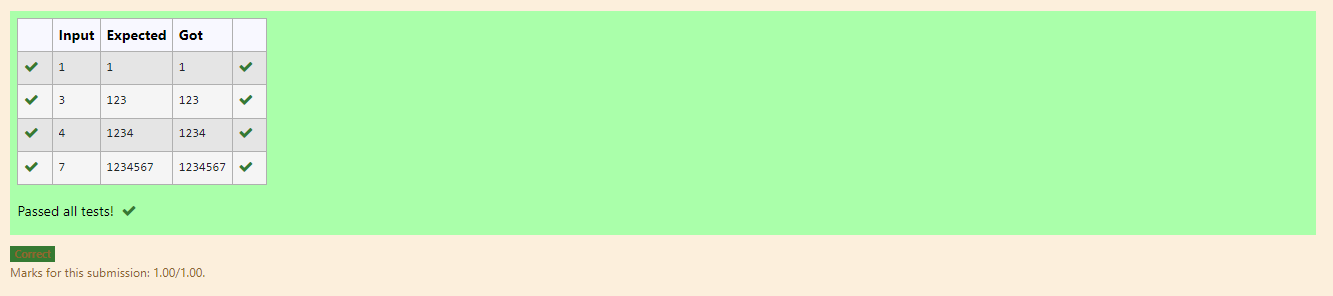 Input Expected Got
1 1 1
3 123 123
4 1234 1234
7 1234567 1234567
Passed all tests!
Correct
Marks for this submission: 1.00/1.00.